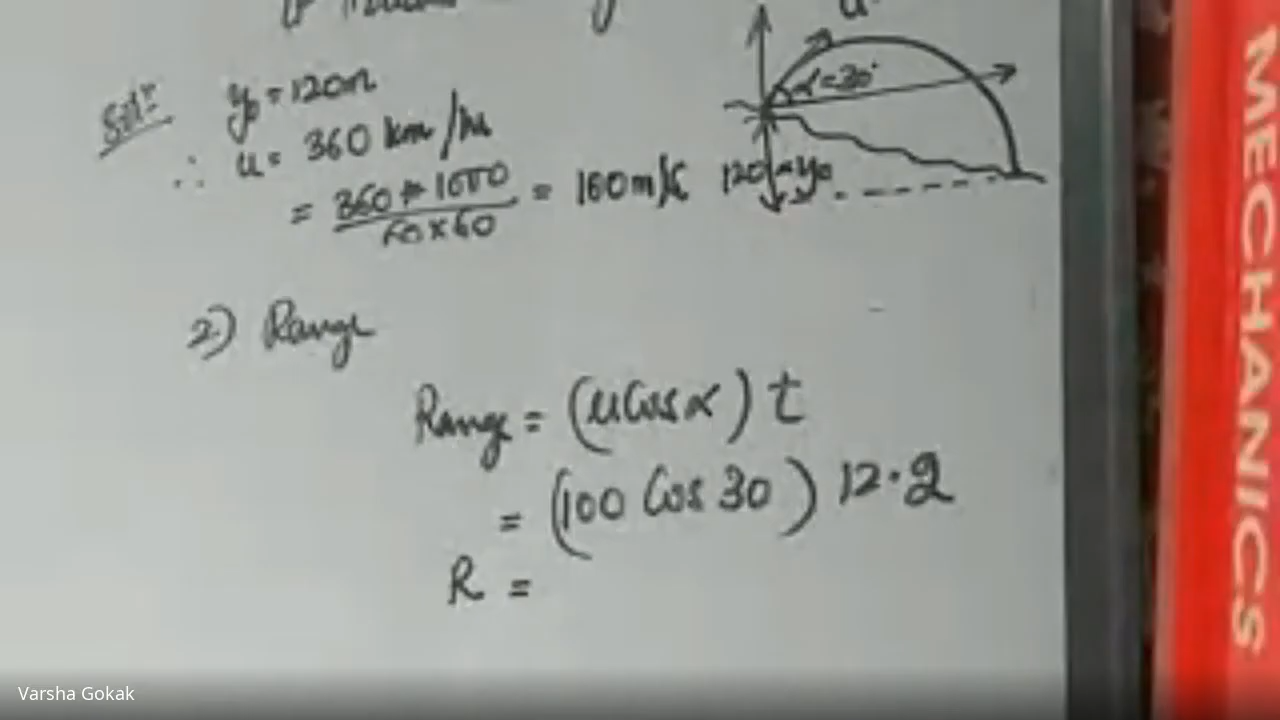 Solⁿ: y₀ = 120m
∴ u = 360 km/hr
= 360 * 1000 / 60 x 60 = 100 m/s
u
α = 30°
120 = y₀
2) Range
Range = (u Cos α) t
= (100 Cos 30) 12.2
R =
MECHANICS
Varsha Gokak